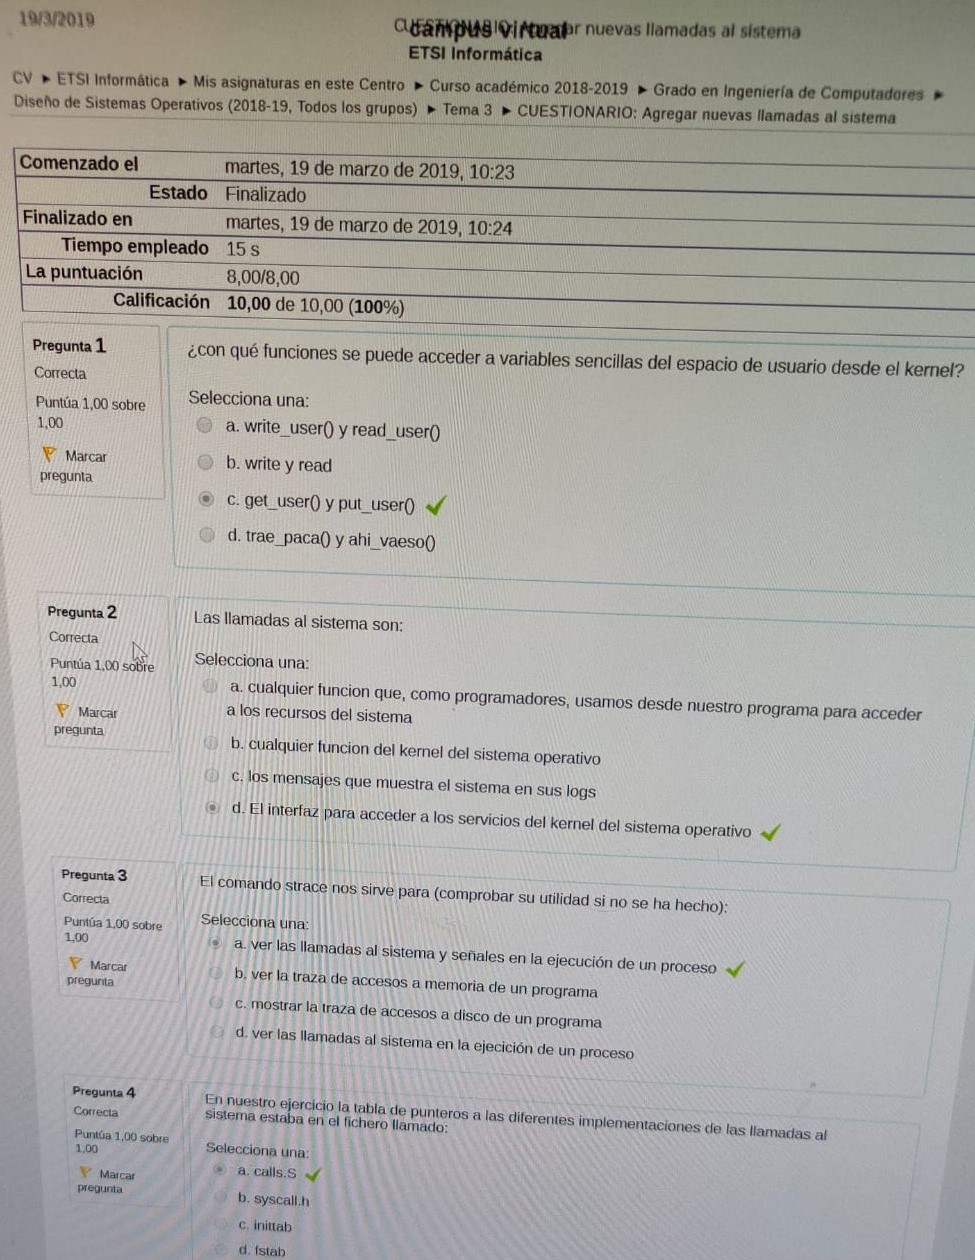 19/3/2019
CUESTIONARIO: Agregar nuevas llamadas al sistema
Campus virtual
ETSI Informática
CV ► ETSI Informática ► Mis asignaturas en este Centro ► Curso académico 2018-2019 ► Grado en Ingeniería de Computadores ►
Diseño de Sistemas Operativos (2018-19, Todos los grupos) ► Tema 3 ► CUESTIONARIO: Agregar nuevas llamadas al sistema
Comenzado el martes, 19 de marzo de 2019, 10:23
Estado Finalizado
Finalizado en martes, 19 de marzo de 2019, 10:24
Tiempo empleado 15 s
La puntuación 8,00/8,00
Calificación 10,00 de 10,00 (100%)
Pregunta 1
Correcta
Puntúa 1,00 sobre
1,00
Marcar
pregunta
¿con qué funciones se puede acceder a variables sencillas del espacio de usuario desde el kernel?
Selecciona una:
a. write_user() y read_user()
b. write y read
c. get_user() y put_user()
d. trae_paca() y ahi_vaeso()
Pregunta 2
Correcta
Puntúa 1,00 sobre
1,00
Marcar
pregunta
Las llamadas al sistema son:
Selecciona una:
a. cualquier funcion que, como programadores, usamos desde nuestro programa para acceder
a los recursos del sistema
b. cualquier funcion del kernel del sistema operativo
c. los mensajes que muestra el sistema en sus logs
d. El interfaz para acceder a los servicios del kernel del sistema operativo
Pregunta 3
Correcta
Puntúa 1,00 sobre
1,00
Marcar
pregunta
El comando strace nos sirve para (comprobar su utilidad si no se ha hecho):
Selecciona una:
a. ver las llamadas al sistema y señales en la ejecución de un proceso
b. ver la traza de accesos a memoria de un programa
c. mostrar la traza de accesos a disco de un programa
d. ver las llamadas al sistema en la ejecición de un proceso
Pregunta 4
Correcta
Puntúa 1,00 sobre
1,00
Marcar
pregunta
En nuestro ejercicio la tabla de punteros a las diferentes implementaciones de las llamadas al
sistema estaba en el fichero llamado:
Selecciona una:
a. calls.S
b. syscall.h
c. inittab
d. fstab